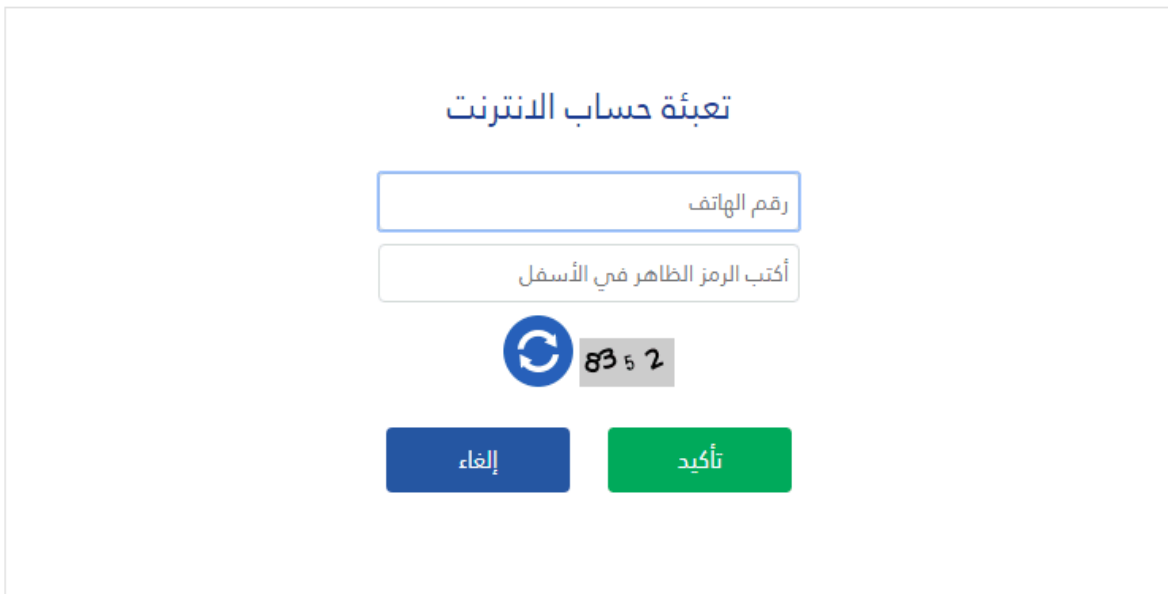 تعبئة حساب الانترنت
رقم الهاتف
أكتب الرمز الظاهر في الأسفل
8352
تأكيد
إلغاء